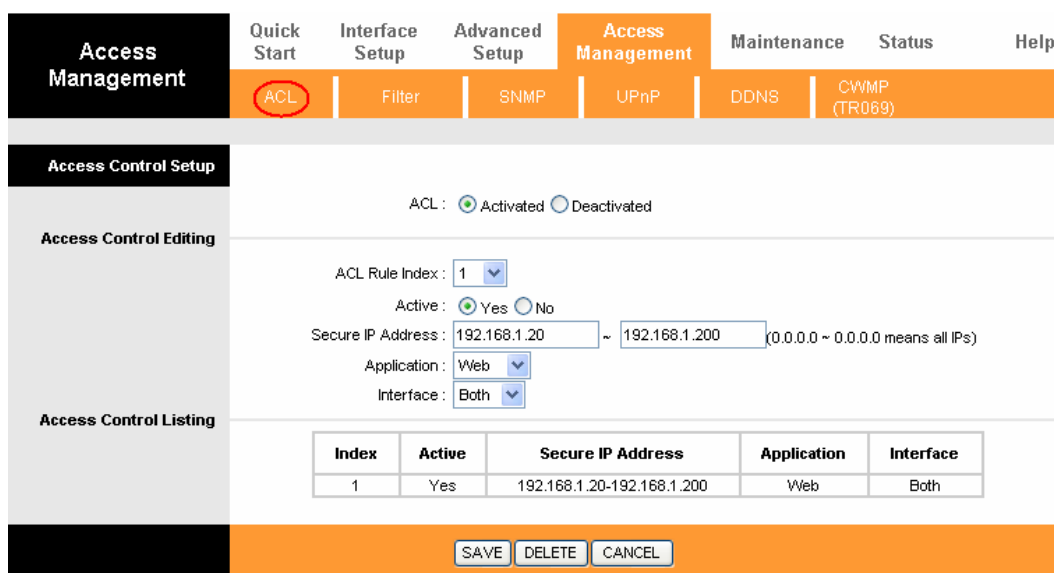 Access Management
Quick Start
Interface Setup
Advanced Setup
Access Management
Maintenance
Status
Help
ACL
Filter
SNMP
UPnP
DDNS
CWMP (TR069)
Access Control Setup
ACL : Activated Deactivated
Access Control Editing
ACL Rule Index : 1
Active : Yes No
Secure IP Address : 192.168.1.20 ~ 192.168.1.200 (0.0.0.0 ~ 0.0.0.0 means all IPs)
Application : Web
Interface : Both
Access Control Listing
Index Active Secure IP Address Application Interface
1 Yes 192.168.1.20-192.168.1.200 Web Both
SAVE DELETE CANCEL